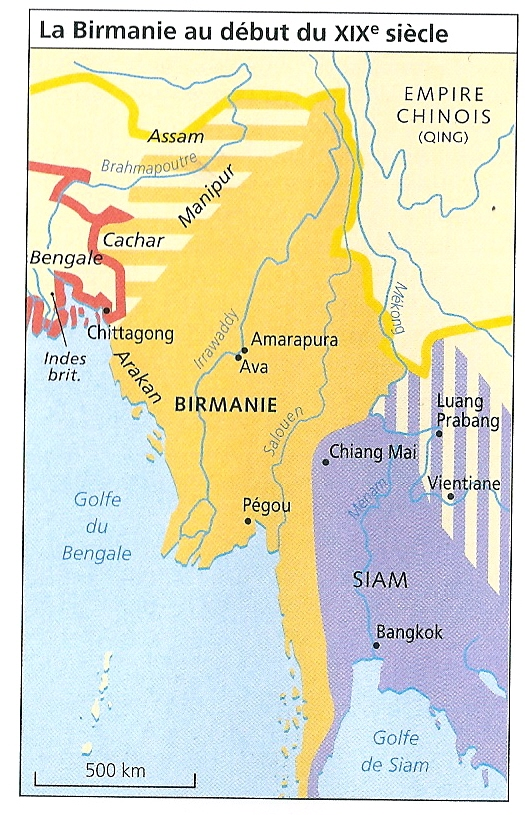 La Birmanie au début du XIXe siècle
EMPIRE
CHINOIS
(QING)
Assam
Brahmapoutre
Manipur
Cachar
Bengale
Chittagong
Indes
brit.
Arakan
Irrawaddy
Amarapura
Ava
BIRMANIE
Salouen
Mékong
Luang
Prabang
Chiang Mai
Vientiane
Ménam
Golfe
du
Bengale
Pégou
SIAM
Bangkok
Golfe
de Siam
500 km